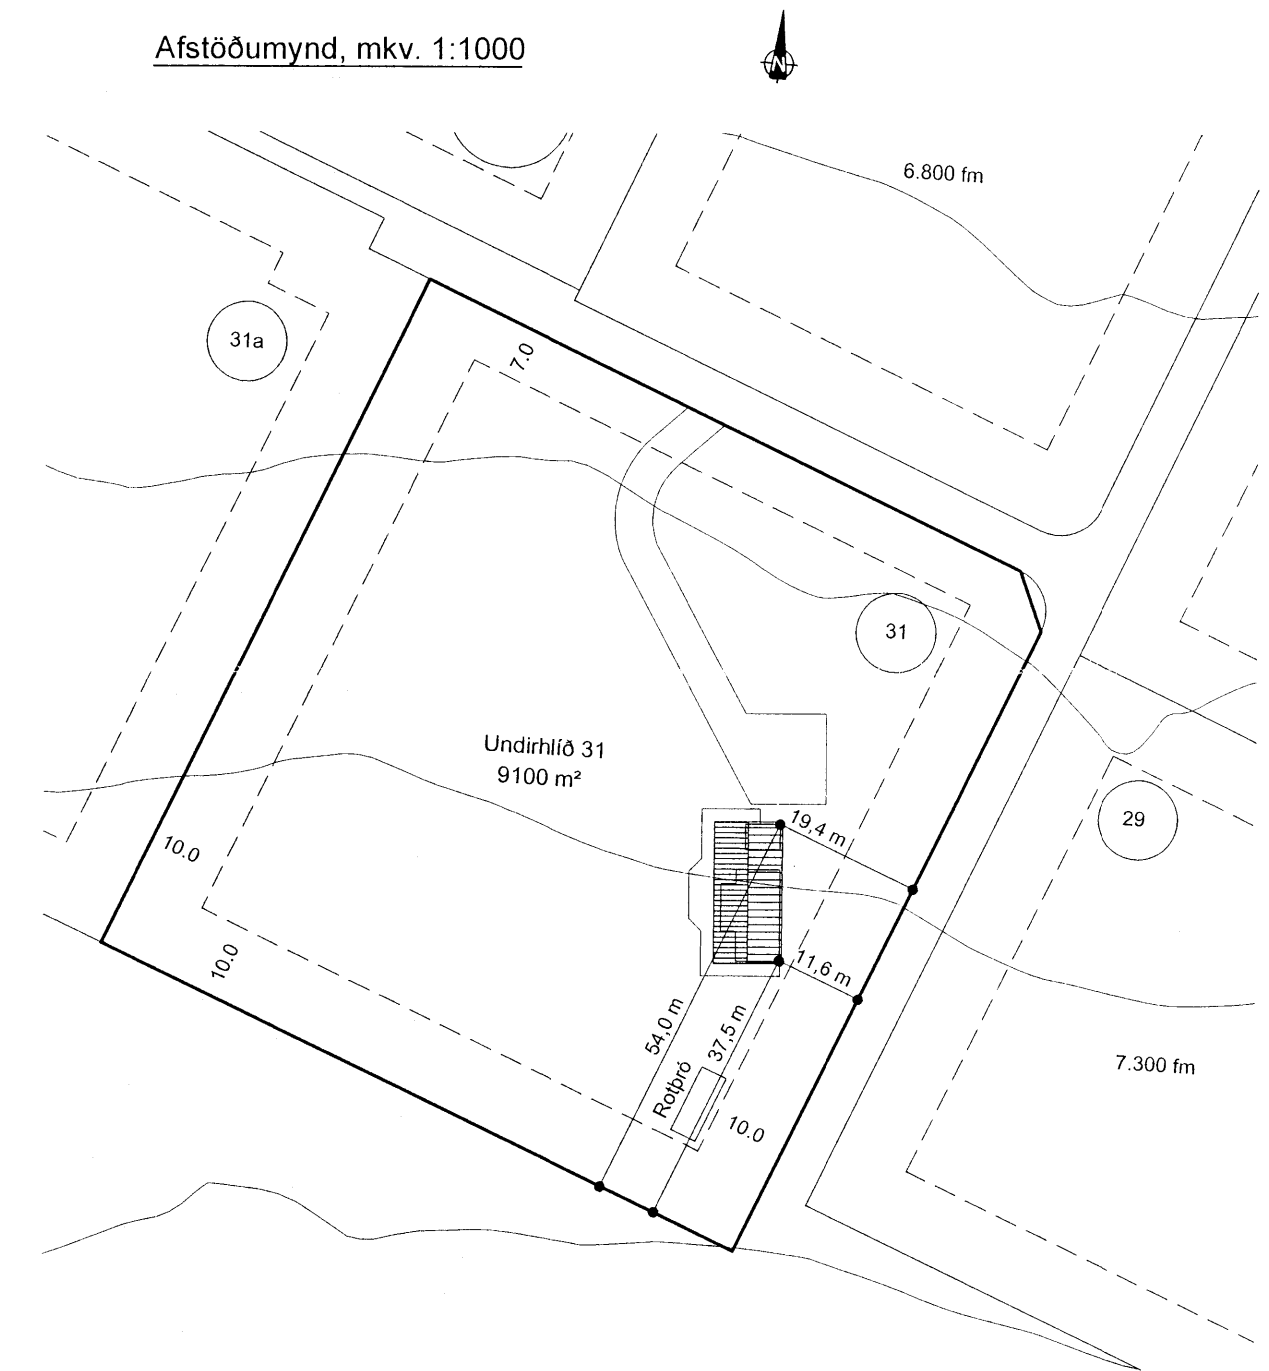 Afstöðumynd, mkv. 1:1000
N
6.800 fm
31a
7.0
31
Undirhlíð 31
9100 m²
29
19,4 m
10.0
10.0
11,6 m
54,0 m
37,5 m
Rotþró
10.0
7.300 fm